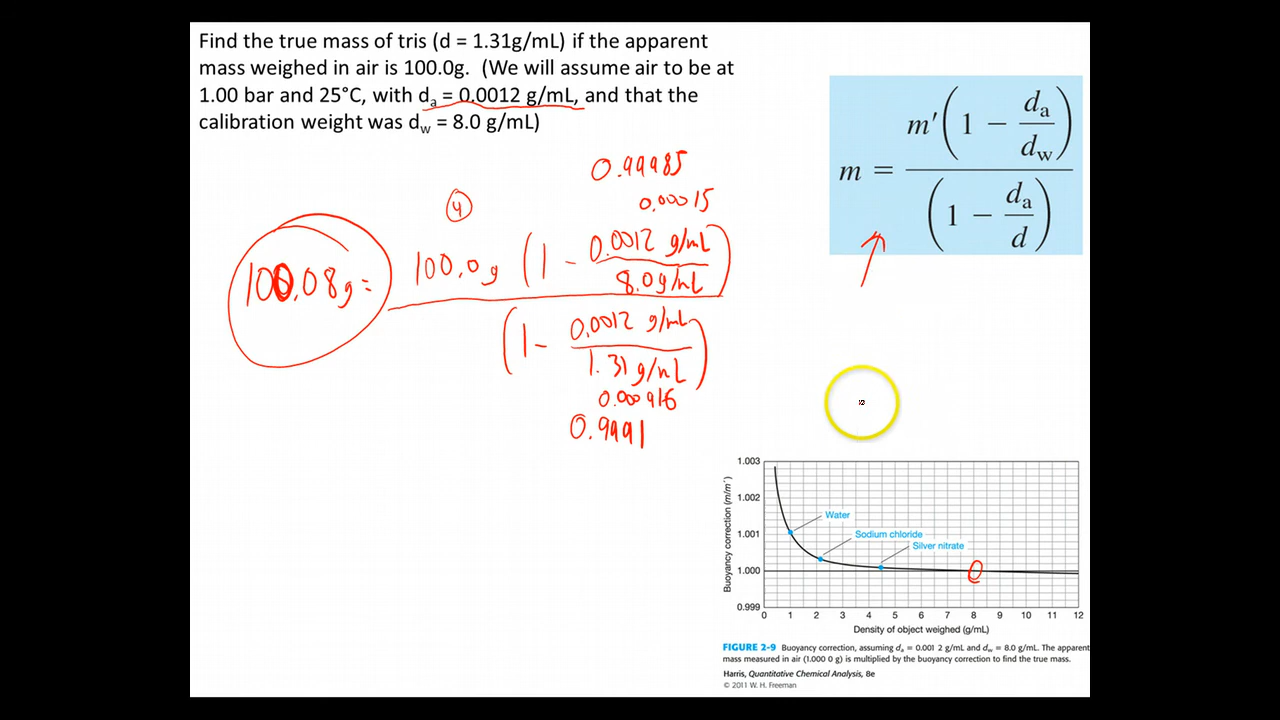 Find the true mass of tris (d = 1.31g/mL) if the apparent
mass weighed in air is 100.0g.  (We will assume air to be at
1.00 bar and 25°C, with da = 0.0012 g/mL, and that the
calibration weight was dw = 8.0 g/mL)
m = m′(1 − da/dw) / (1 − da/d)
0.99985
0.00015
4
100.08g = 100.0g (1 - 0.0012 g/mL / 8.0g/mL)
(1 - 0.0012 g/mL / 1.31 g/mL)
0.000916
0.9991
1.003
1.002
1.001
1.000
0.999
Buoyancy correction (m/m′)
Water
Sodium chloride
Silver nitrate
0 1 2 3 4 5 6 7 8 9 10 11 12
Density of object weighed (g/mL)
FIGURE 2-9 Buoyancy correction, assuming da = 0.001 2 g/mL and dw = 8.0 g/mL. The apparent
mass measured in air (1.000 0 g) is multiplied by the buoyancy correction to find the true mass.
Harris, Quantitative Chemical Analysis, 8e
© 2011 W. H. Freeman